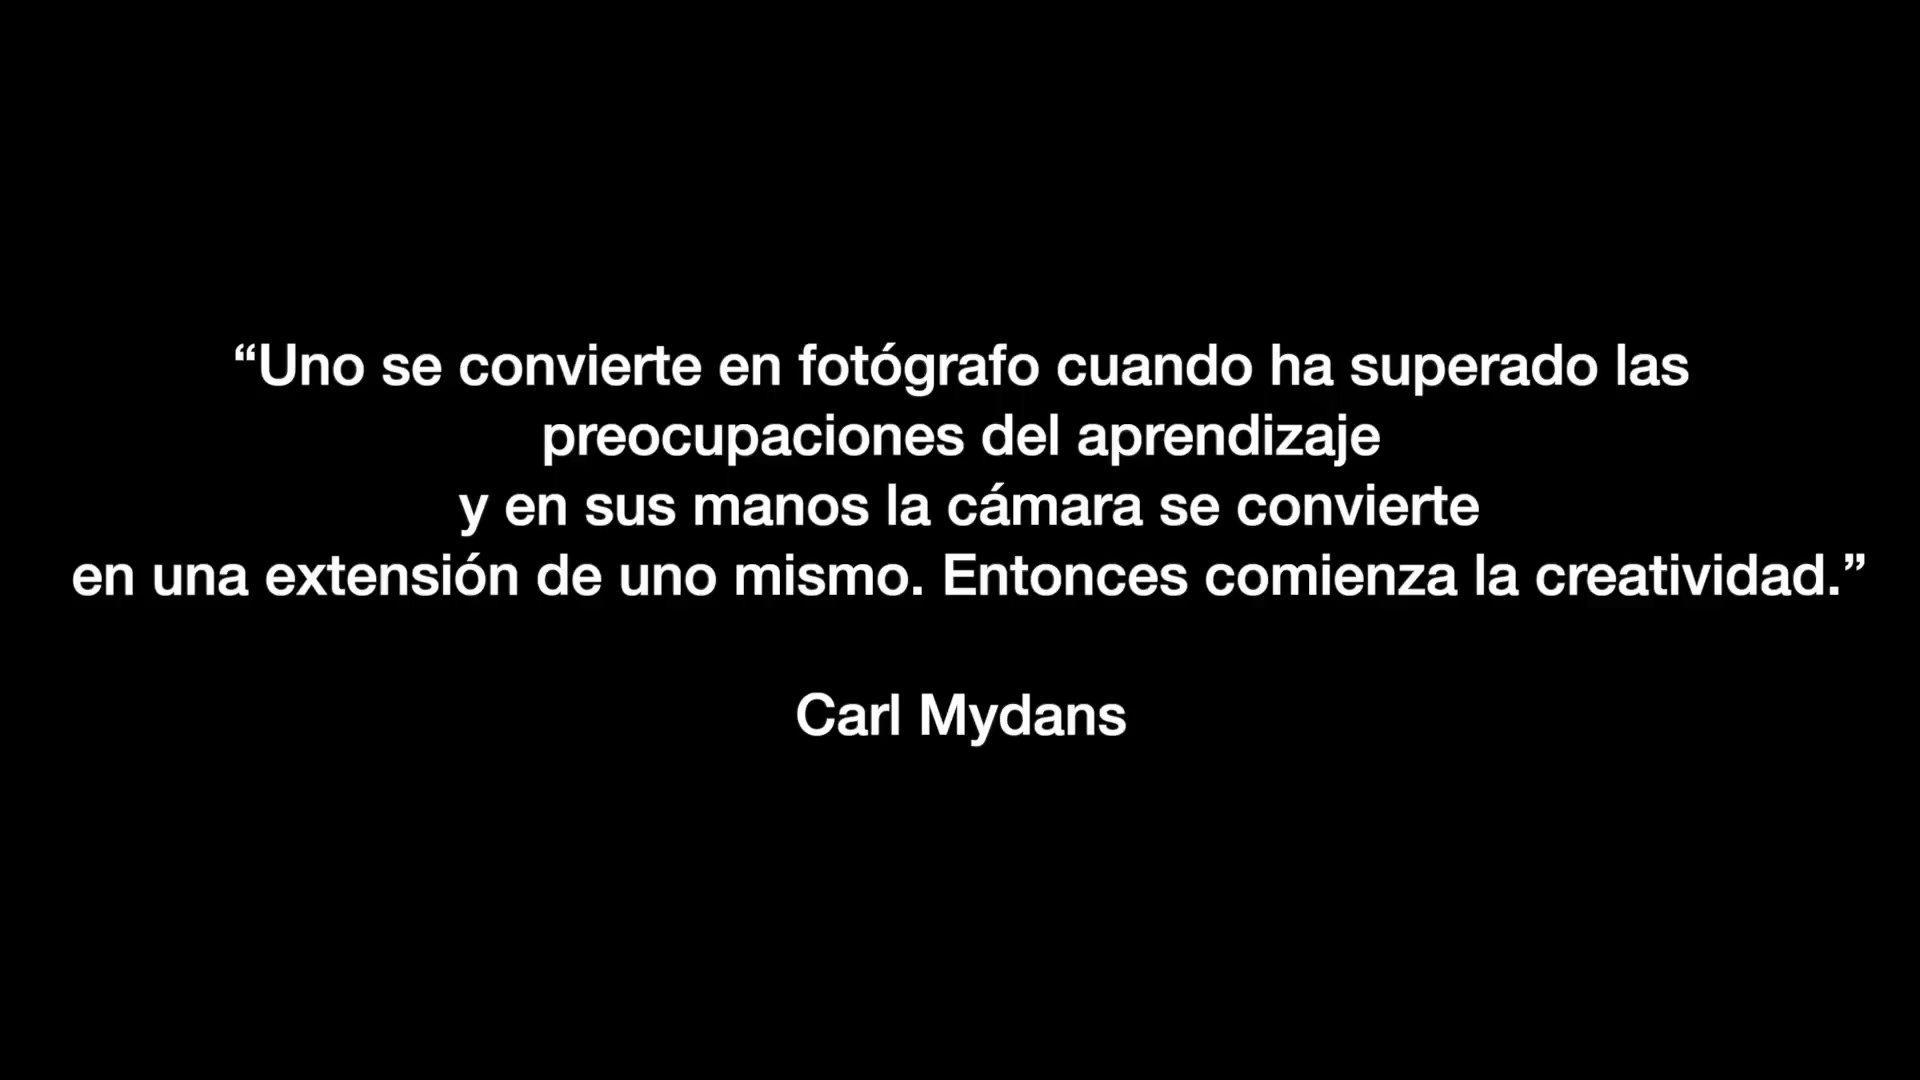 “Uno se convierte en fotógrafo cuando ha superado las
preocupaciones del aprendizaje
y en sus manos la cámara se convierte
en una extensión de uno mismo. Entonces comienza la creatividad.”
Carl Mydans